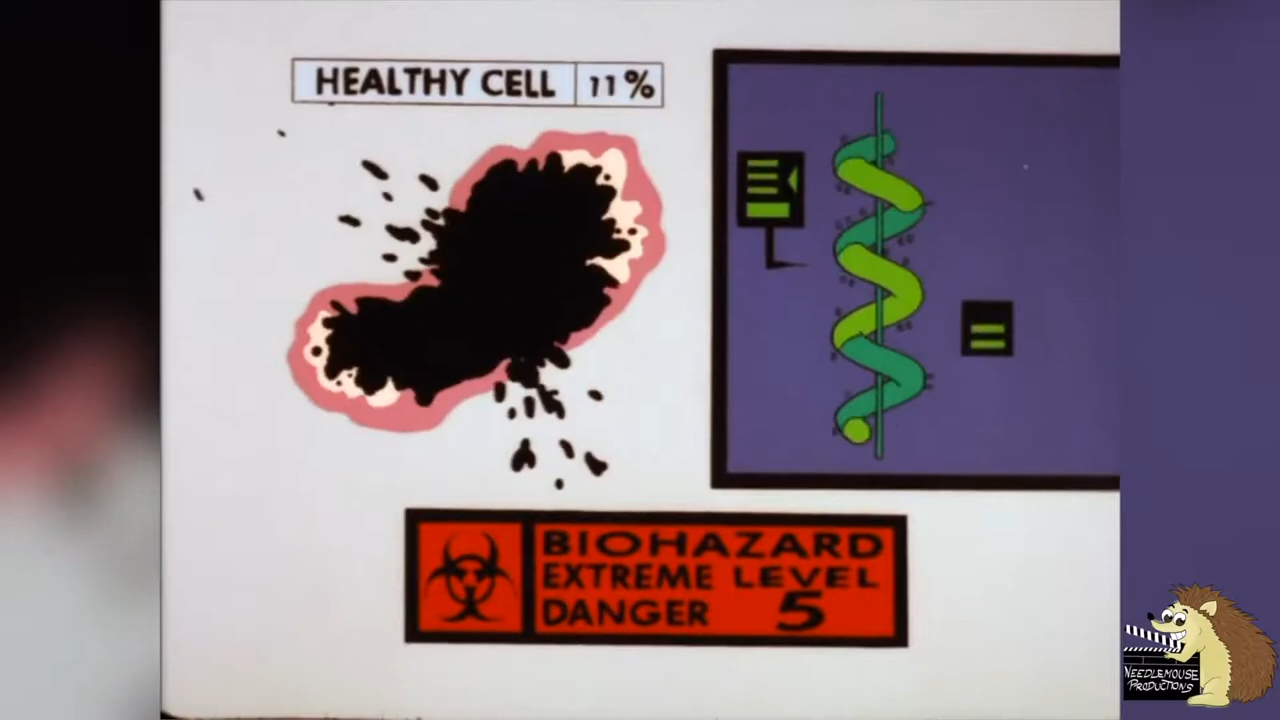 HEALTHY CELL 11%
BIOHAZARD
EXTREME LEVEL
DANGER 5
NEEDLEMOUSE
PRODUCTIONS